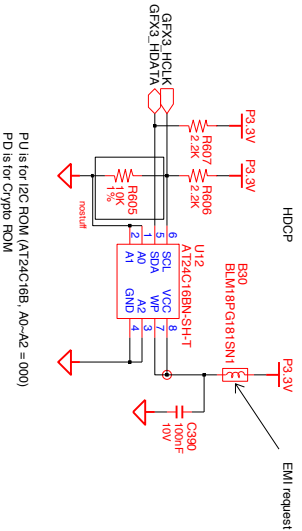 HDCP
EMI request
GFX3_HCLK
GFX3_HDATA
P3.3V
P3.3V
P3.3V
R607
2.2K
R606
2.2K
B30
BLM18PG181SN1
R605
10K
1%
nostuff
U12
AT24C16BN-SH-T
6 SCL VCC 8
5 SDA WP 7
1 A0 A2 3
2 A1 GND 4
C390
100nF
10V
PU is for I2C ROM (AT24C16B, A0~A2 = 000)
PD is for Crypto ROM